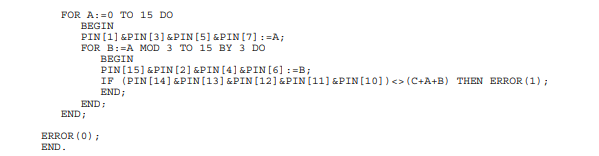 FOR A:=0 TO 15 DO
BEGIN
PIN[1]&PIN[3]&PIN[5]&PIN[7]:=A;
FOR B:=A MOD 3 TO 15 BY 3 DO
BEGIN
PIN[15]&PIN[2]&PIN[4]&PIN[6]:=B;
IF (PIN[14]&PIN[13]&PIN[12]&PIN[11]&PIN[10])<>(C+A+B) THEN ERROR(1);
END;
END;
END;
ERROR(0);
END.